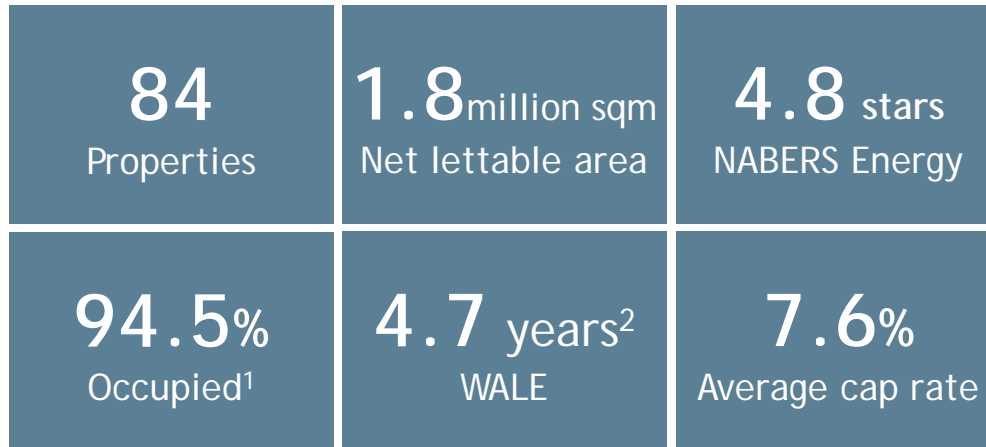 84
Properties
1.8million sqm
Net lettable area
4.8 stars
NABERS Energy
94.5%
Occupied¹
4.7 years²
WALE
7.6%
Average cap rate